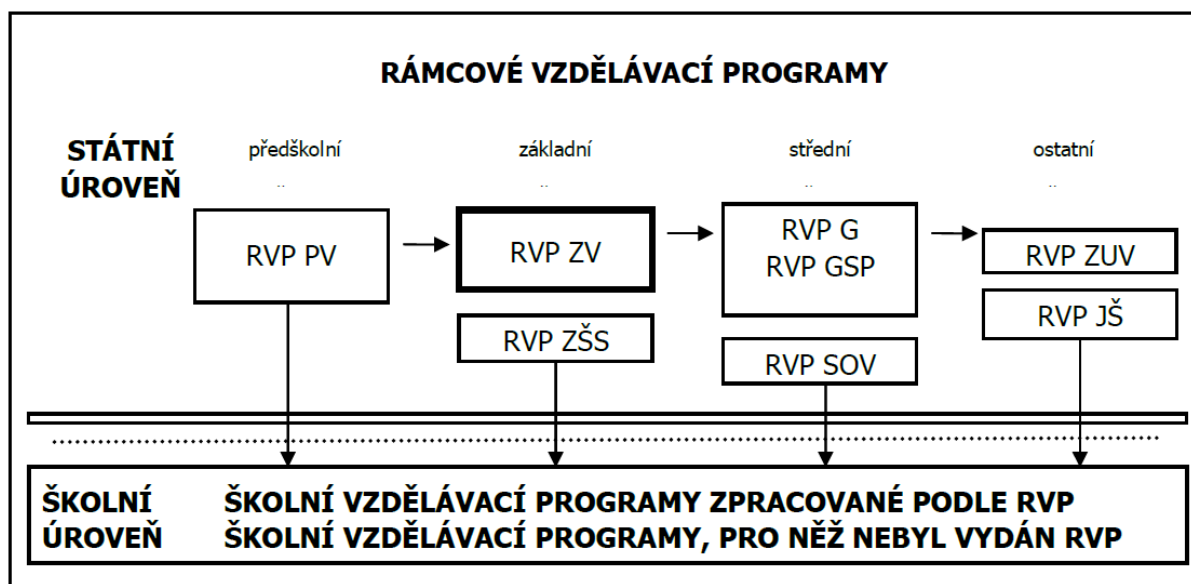 RÁMCOVÉ VZDĚLÁVACÍ PROGRAMY
STÁTNÍ ÚROVEŇ
předškolní
základní
střední
ostatní
..
..
..
..
RVP PV
RVP ZV
RVP G
RVP GSP
RVP ZUV
RVP ZŠS
RVP SOV
RVP JŠ
ŠKOLNÍ ÚROVEŇ
ŠKOLNÍ VZDĚLÁVACÍ PROGRAMY ZPRACOVANÉ PODLE RVP
ŠKOLNÍ VZDĚLÁVACÍ PROGRAMY, PRO NĚŽ NEBYL VYDÁN RVP